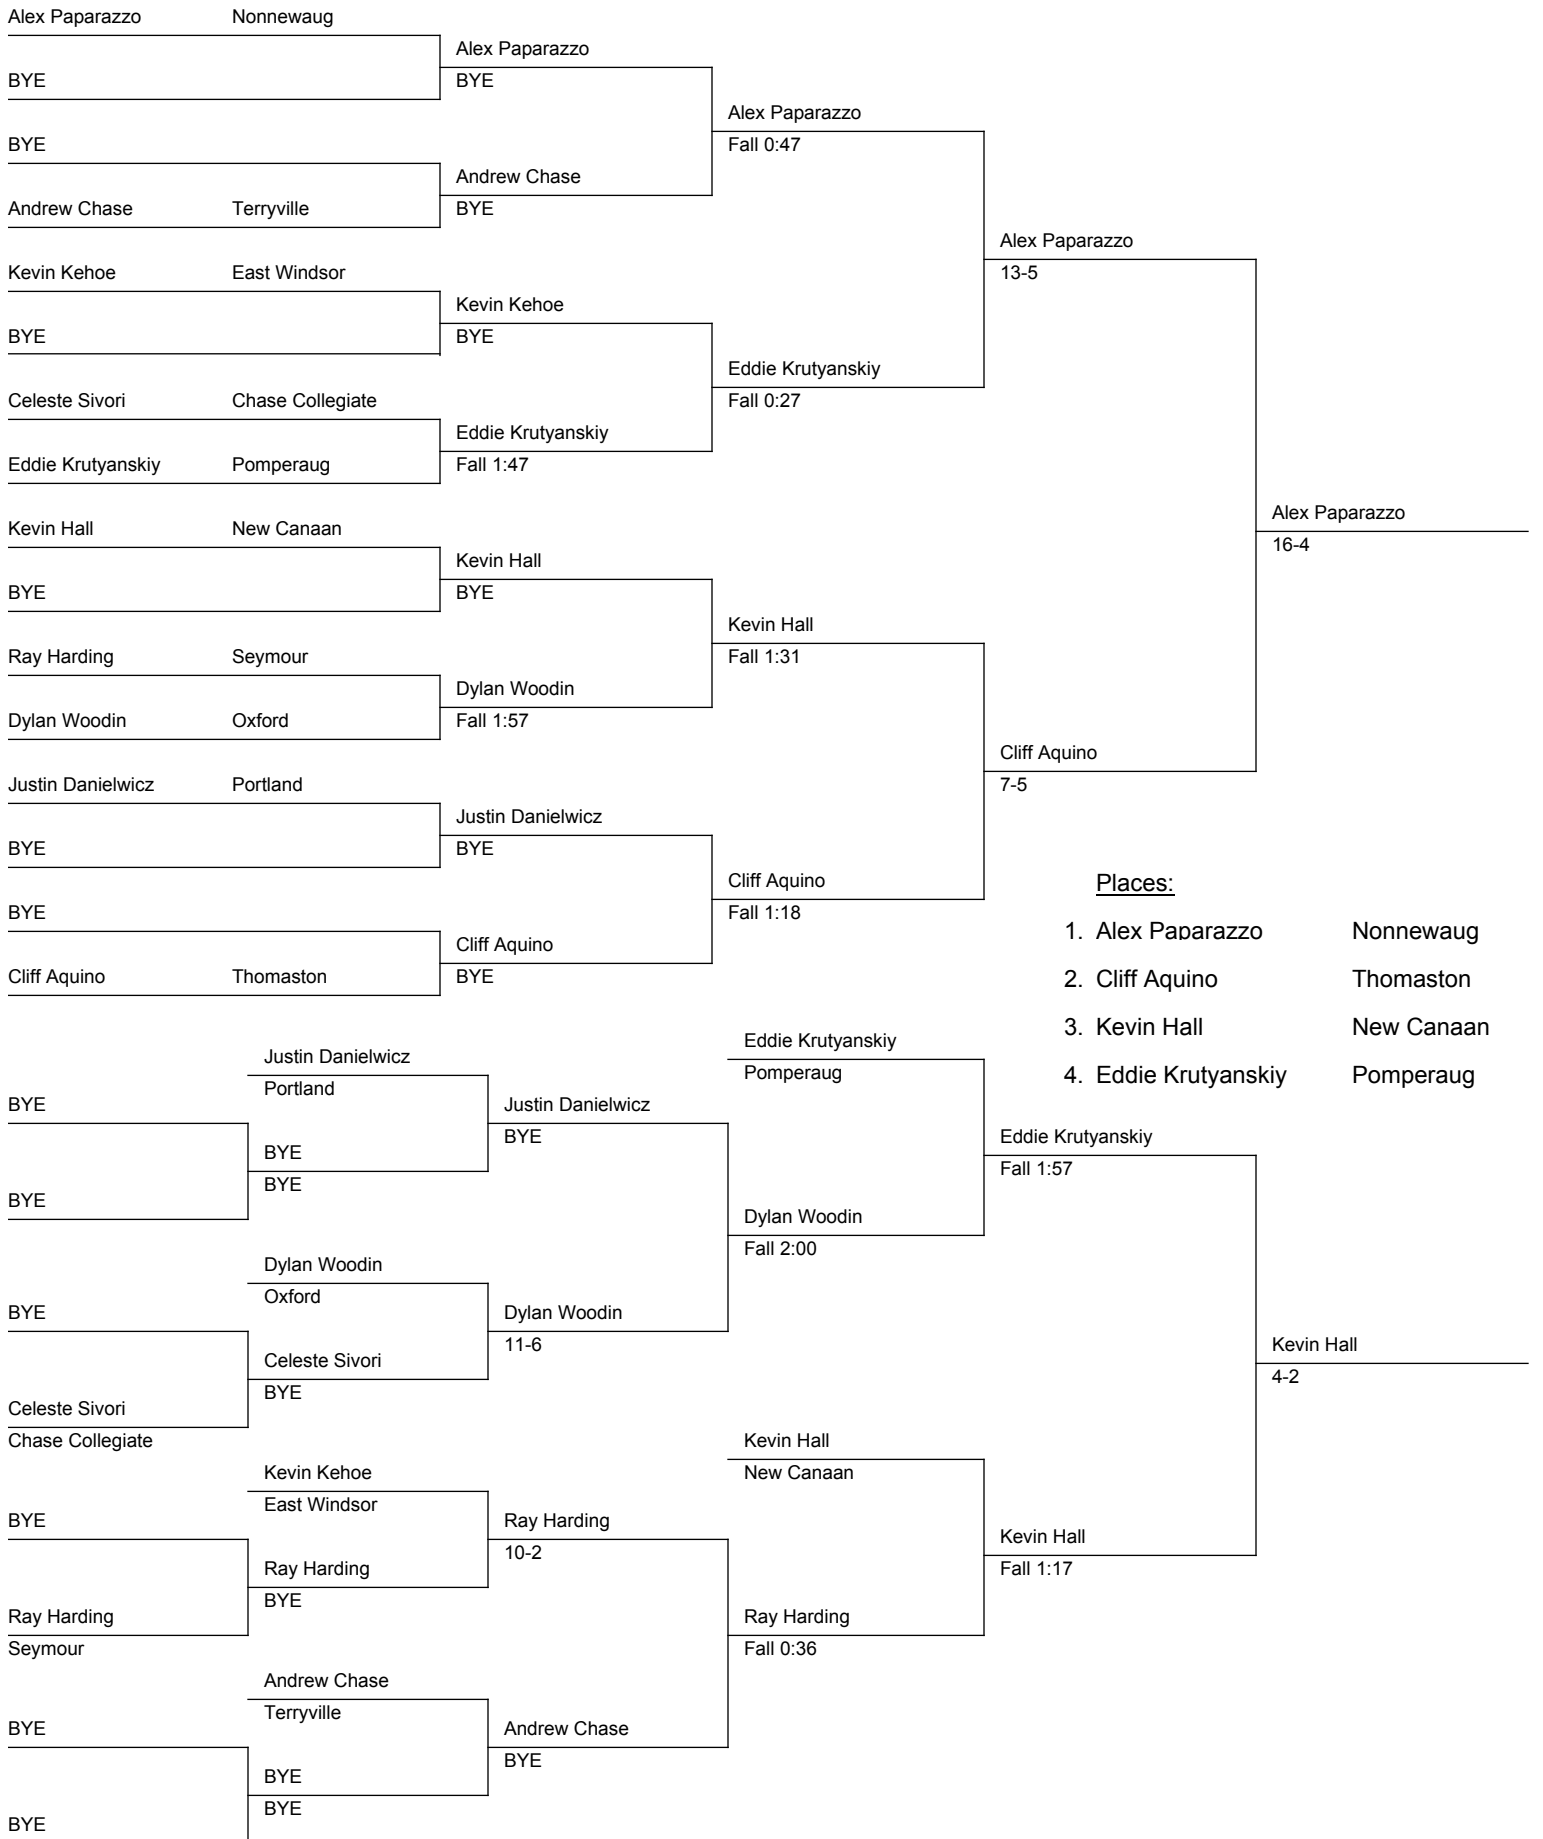 Alex Paparazzo Nonnewaug
Alex Paparazzo
BYE
BYE
Alex Paparazzo
BYE
Fall 0:47
Andrew Chase
Andrew Chase Terryville
BYE
Alex Paparazzo
Kevin Kehoe East Windsor
13-5
Kevin Kehoe
BYE
BYE
Eddie Krutyanskiy
Celeste Sivori Chase Collegiate
Fall 0:27
Eddie Krutyanskiy
Eddie Krutyanskiy Pomperaug
Fall 1:47
Alex Paparazzo
Kevin Hall New Canaan
16-4
Kevin Hall
BYE
BYE
Kevin Hall
Ray Harding Seymour
Fall 1:31
Dylan Woodin
Dylan Woodin Oxford
Fall 1:57
Cliff Aquino
Justin Danielwicz Portland
7-5
Justin Danielwicz
BYE
BYE
Cliff Aquino
Places:
BYE
Fall 1:18
1. Alex Paparazzo Nonnewaug
Cliff Aquino
Cliff Aquino Thomaston
BYE
2. Cliff Aquino Thomaston
3. Kevin Hall New Canaan
Eddie Krutyanskiy
Justin Danielwicz
Pomperaug
4. Eddie Krutyanskiy Pomperaug
Portland
BYE
Justin Danielwicz
BYE
Eddie Krutyanskiy
BYE
Fall 1:57
BYE
BYE
Dylan Woodin
Fall 2:00
Dylan Woodin
Oxford
BYE
Dylan Woodin
11-6
Kevin Hall
Celeste Sivori
4-2
BYE
Celeste Sivori
Chase Collegiate
Kevin Hall
Kevin Kehoe
New Canaan
East Windsor
BYE
Ray Harding
Kevin Hall
10-2
Ray Harding
Fall 1:17
BYE
Ray Harding
Ray Harding
Seymour
Fall 0:36
Andrew Chase
Terryville
BYE
Andrew Chase
BYE
BYE
BYE
BYE